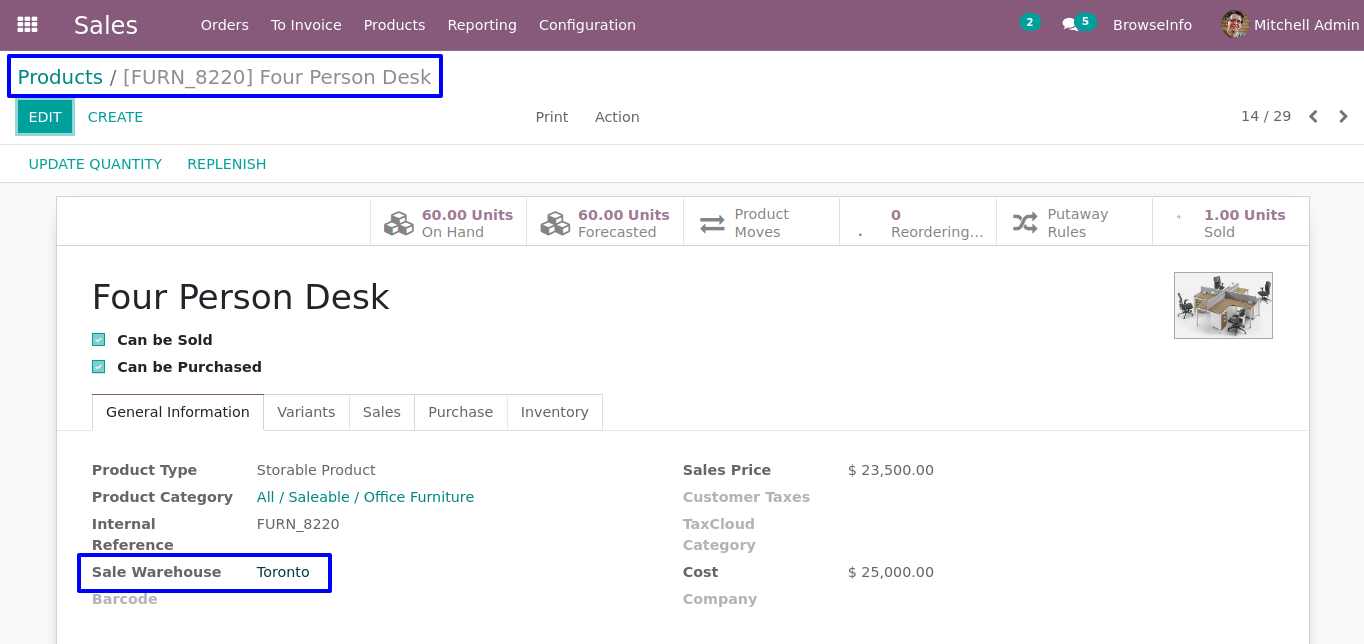 Sales Orders To Invoice Products Reporting Configuration 2 5 BrowseInfo Mitchell Admin
Products / [FURN_8220] Four Person Desk
EDIT CREATE Print Action 14 / 29
UPDATE QUANTITY REPLENISH
60.00 Units
On Hand
60.00 Units
Forecasted
Product
Moves
0
Reordering...
Putaway
Rules
1.00 Units
Sold
Four Person Desk
Can be Sold
Can be Purchased
General Information Variants Sales Purchase Inventory
Product Type Storable Product
Product Category All / Saleable / Office Furniture
Internal Reference FURN_8220
Sale Warehouse Toronto
Barcode
Sales Price $ 23,500.00
Customer Taxes
TaxCloud
Category
Cost $ 25,000.00
Company